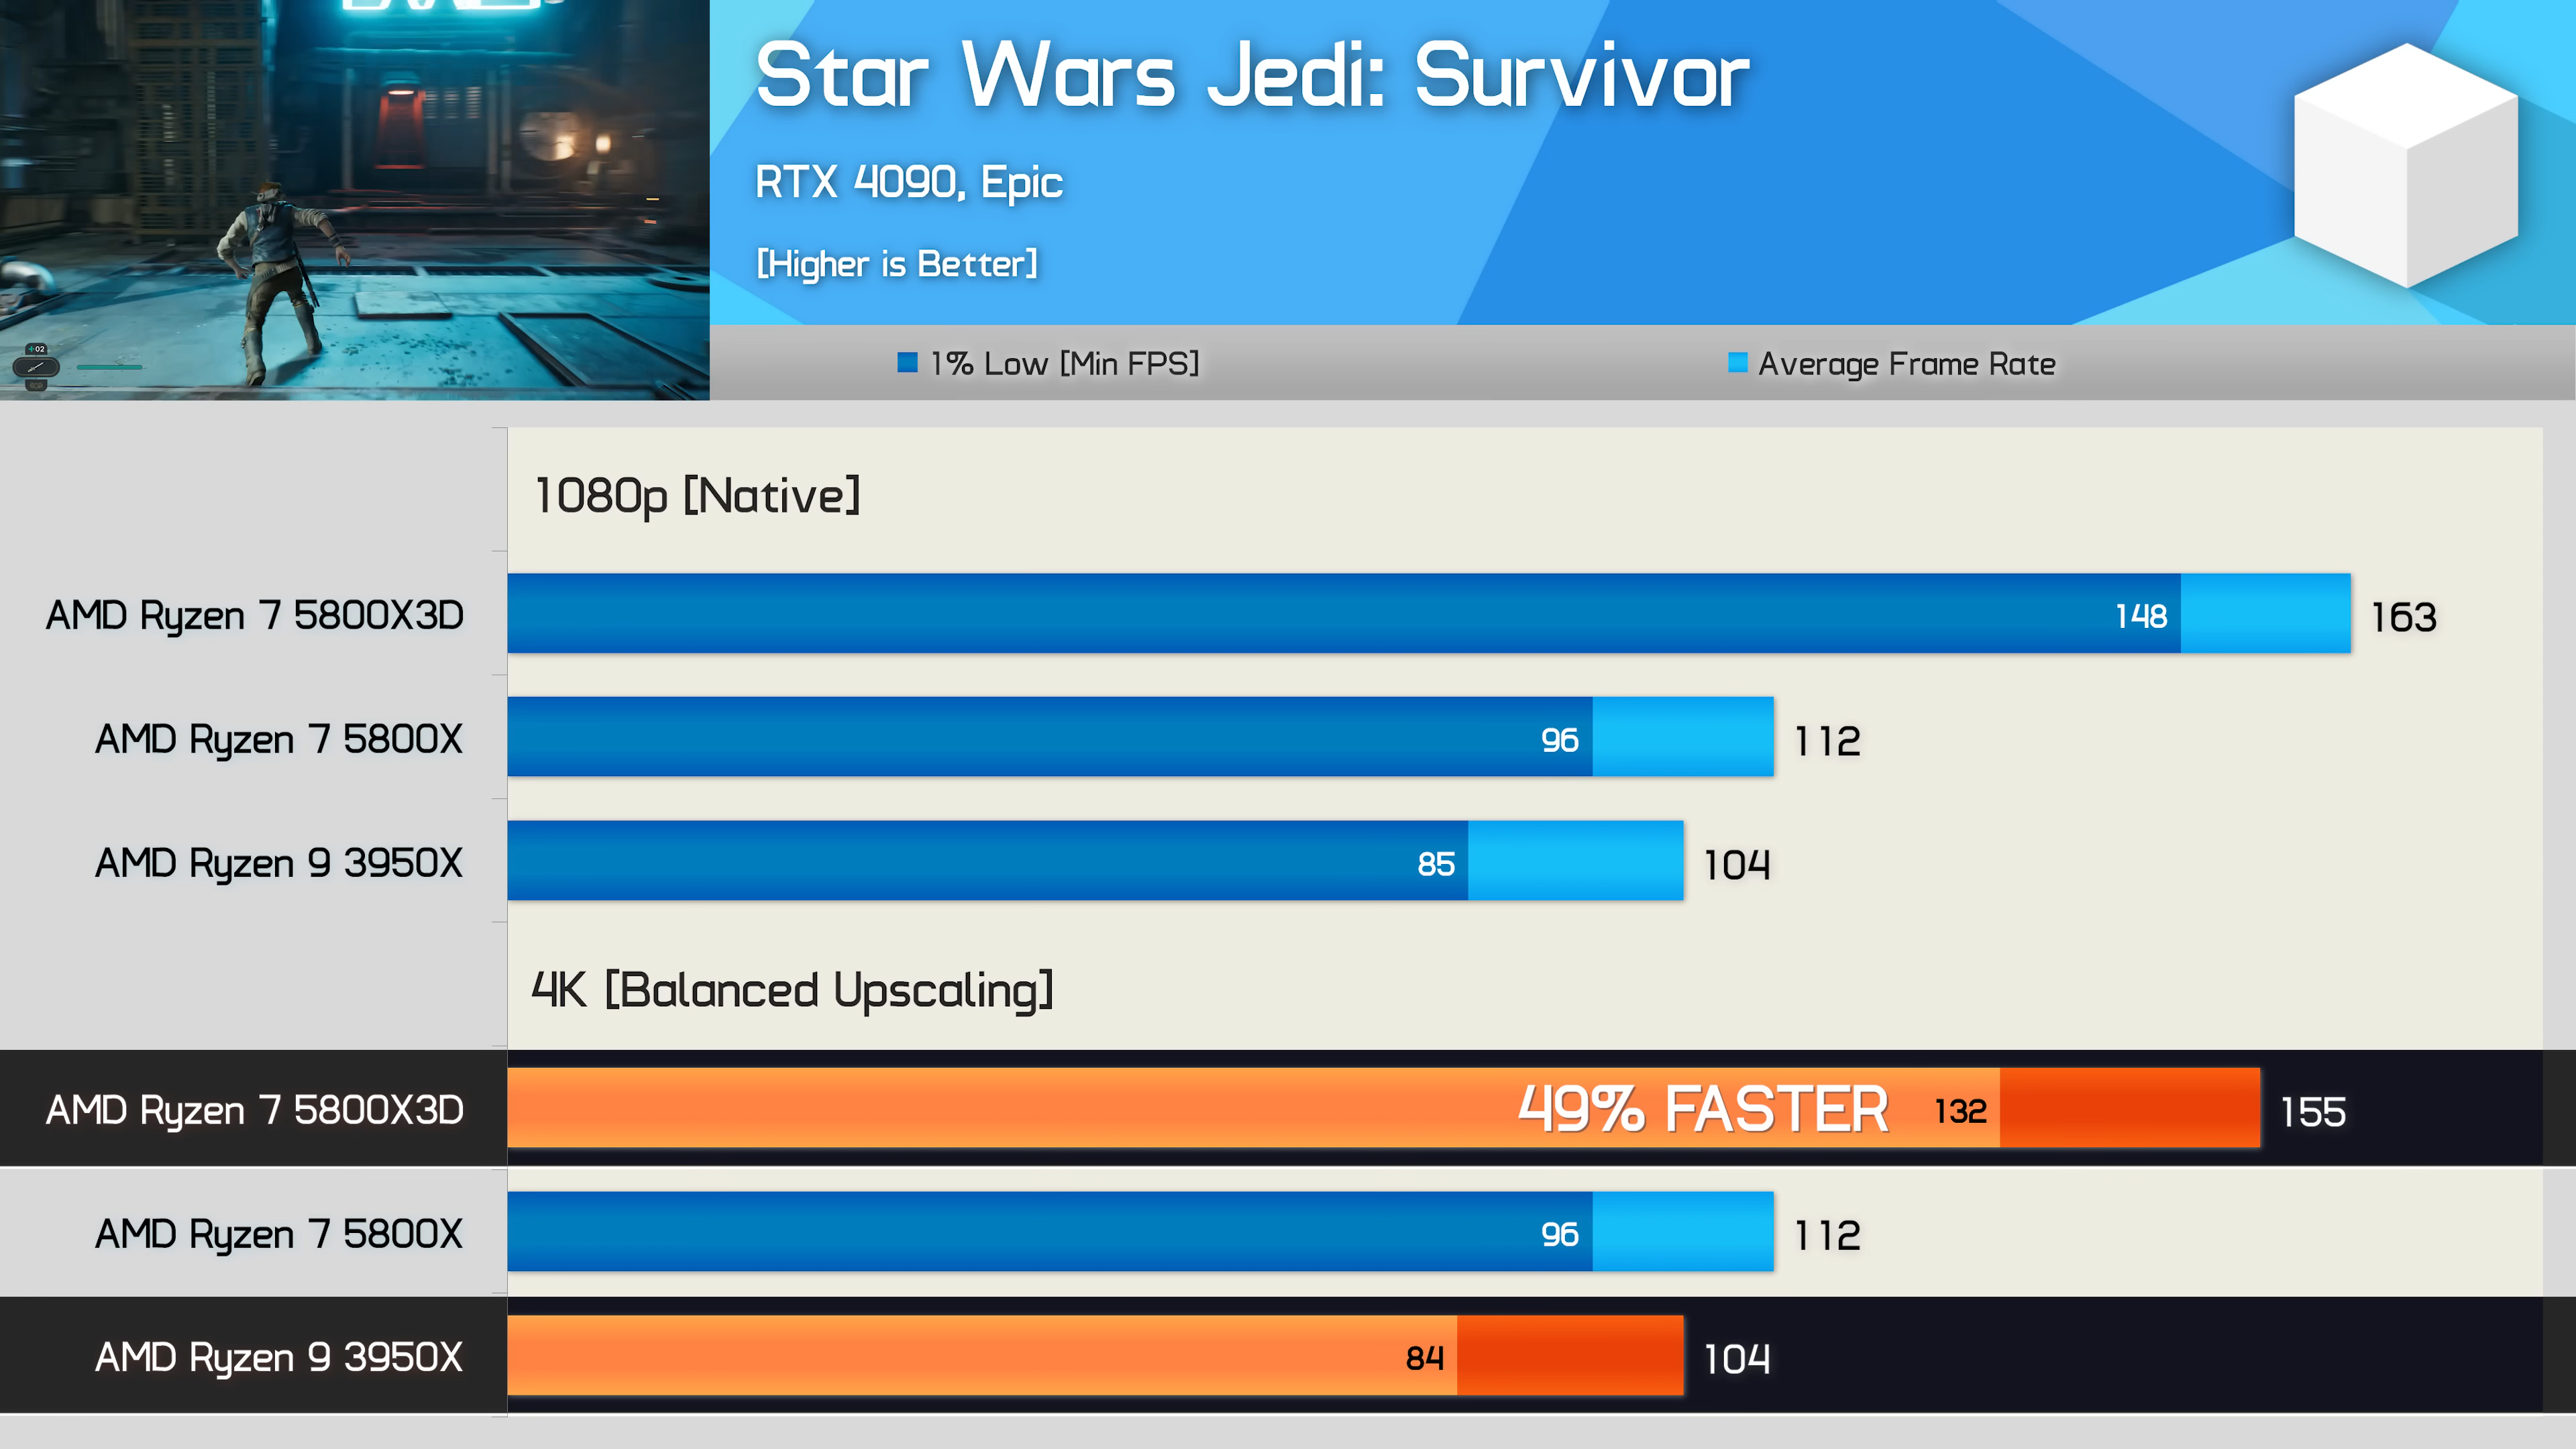 Star Wars Jedi: Survivor
RTX 4090, Epic
[Higher is Better]
+02
1% Low [Min FPS]
Average Frame Rate
1080p [Native]
AMD Ryzen 7 5800X3D 148 163
AMD Ryzen 7 5800X 96 112
AMD Ryzen 9 3950X 85 104
4K [Balanced Upscaling]
AMD Ryzen 7 5800X3D 49% FASTER 132 155
AMD Ryzen 7 5800X 96 112
AMD Ryzen 9 3950X 84 104